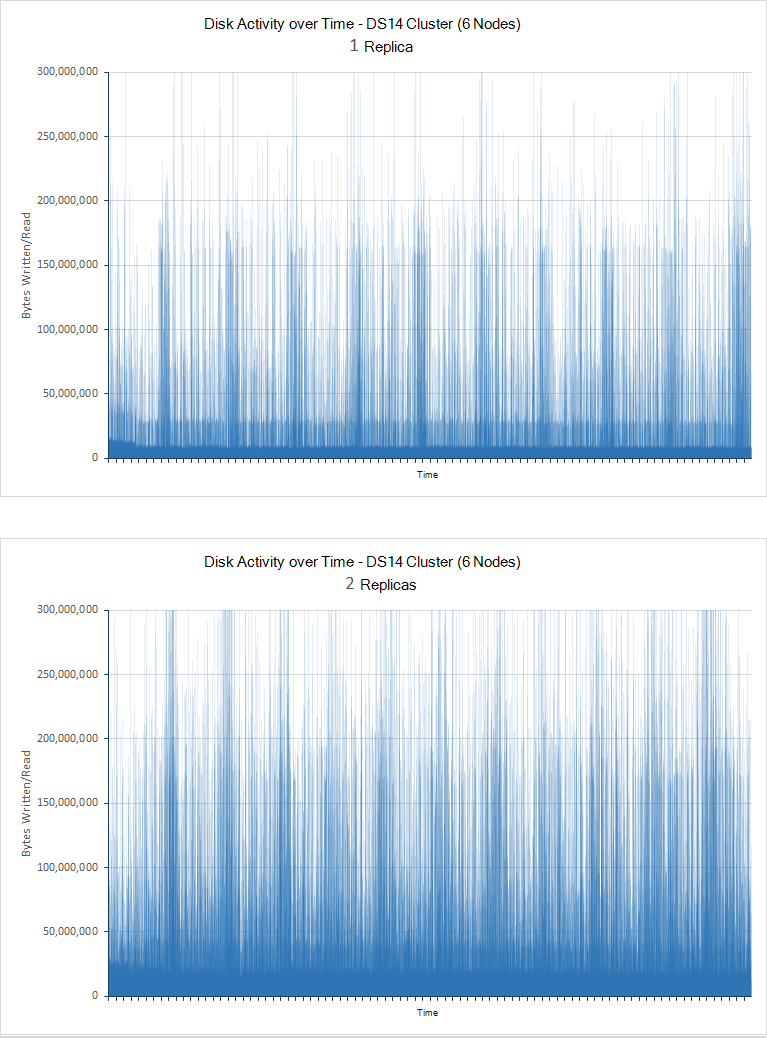 Disk Activity over Time - DS14 Cluster (6 Nodes)
1 Replica
300,000,000
250,000,000
200,000,000
150,000,000
100,000,000
50,000,000
0
Bytes Written/Read
Time
Disk Activity over Time - DS14 Cluster (6 Nodes)
2 Replicas
300,000,000
250,000,000
200,000,000
150,000,000
100,000,000
50,000,000
0
Bytes Written/Read
Time